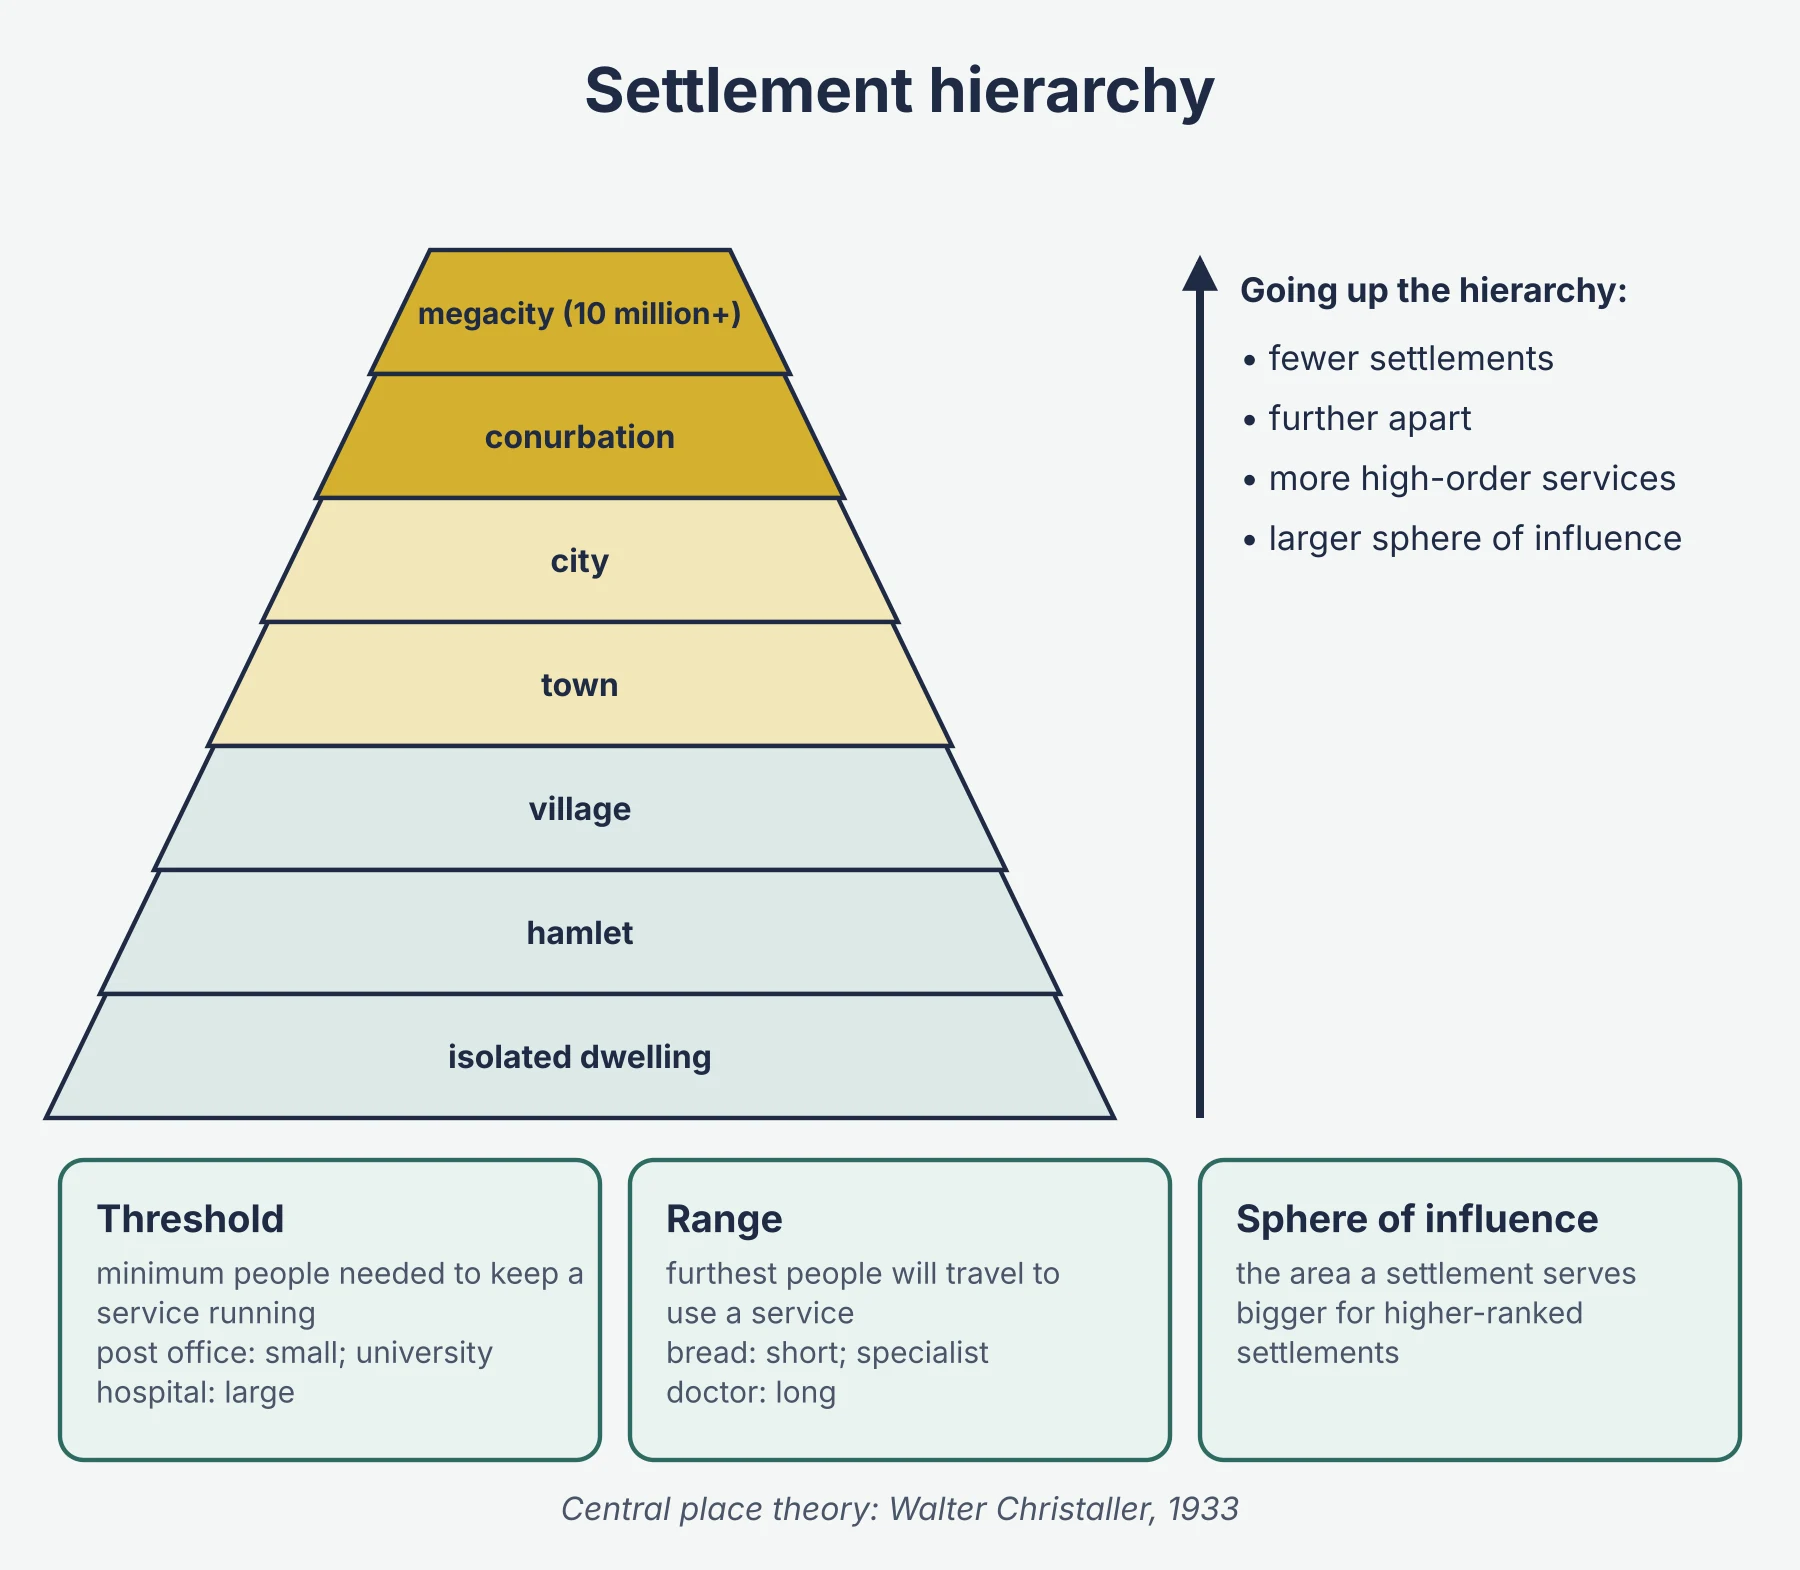 Settlement hierarchy
megacity (10 million+)
conurbation
city
town
village
hamlet
isolated dwelling
Going up the hierarchy:
• fewer settlements
• further apart
• more high-order services
• larger sphere of influence
Threshold
minimum people needed to keep a
service running
post office: small; university
hospital: large
Range
furthest people will travel to
use a service
bread: short; specialist
doctor: long
Sphere of influence
the area a settlement serves
bigger for higher-ranked
settlements
Central place theory: Walter Christaller, 1933